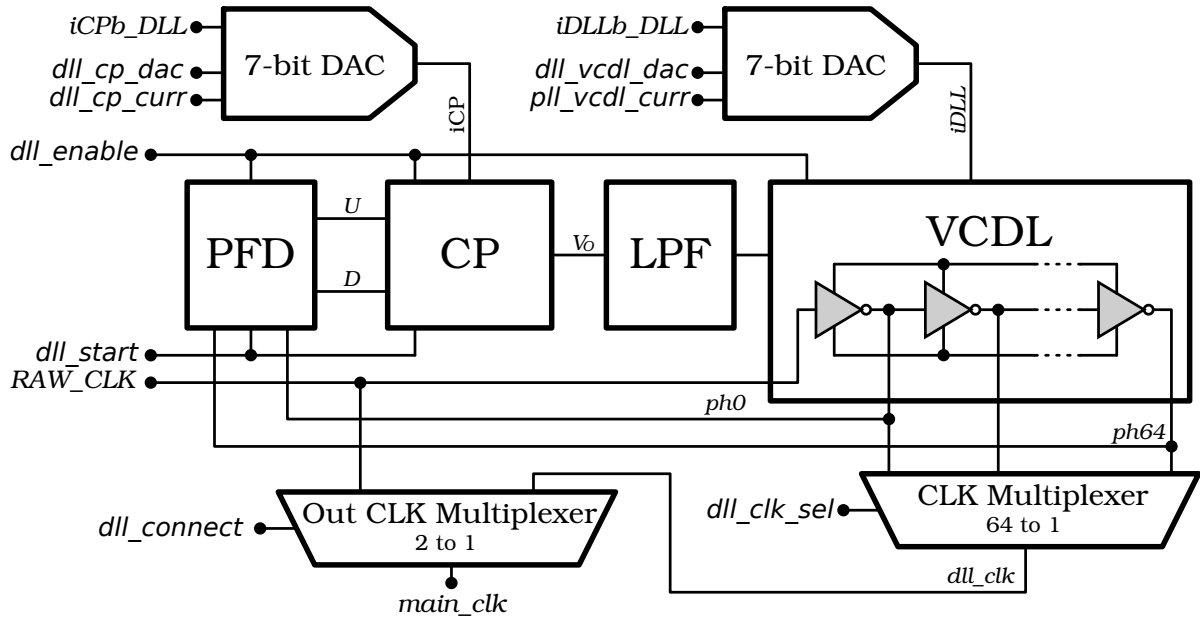 iCPb_DLL
7-bit DAC
dll_cp_dac
dll_cp_curr
iCP
iDLLb_DLL
7-bit DAC
dll_vcdl_dac
pll_vcdl_curr
iDLL
dll_enable
PFD
U
D
CP
VO
LPF
VCDL
dll_start
RAW_CLK
ph0
ph64
dll_connect
Out CLK Multiplexer
2 to 1
main_clk
dll_clk_sel
CLK Multiplexer
64 to 1
dll_clk